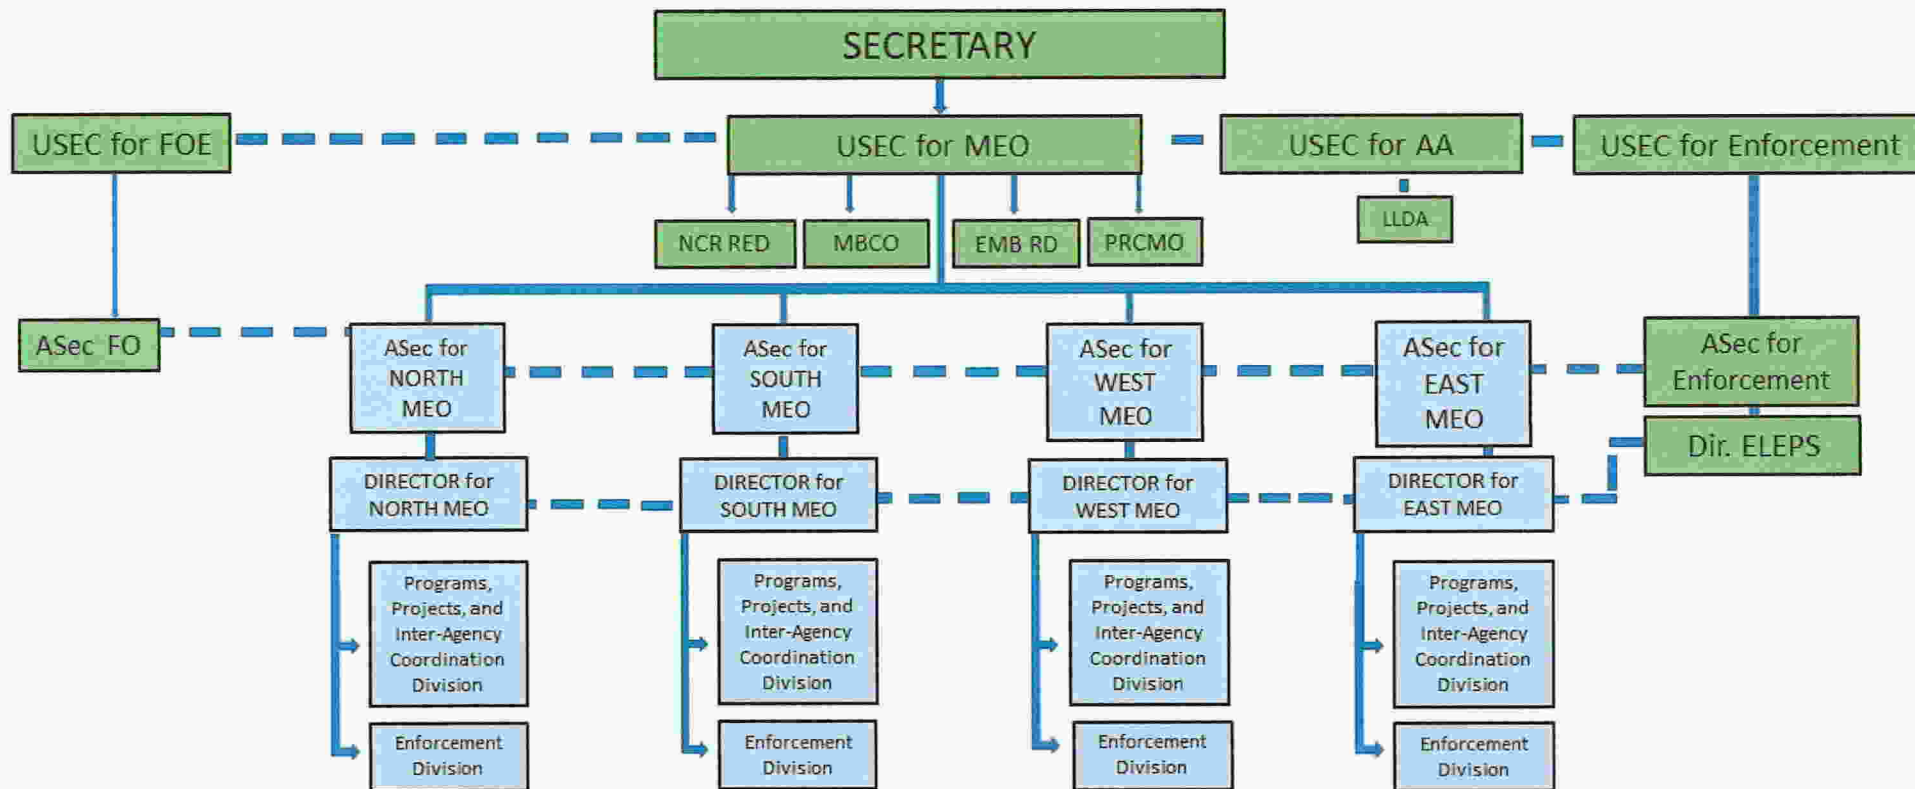 SECRETARY
USEC for FOE
USEC for MEO
USEC for AA
USEC for Enforcement
NCR RED
MBCO
EMB RD
PRCMO
LLDA
ASec FO
ASec for
NORTH
MEO
ASec for
SOUTH
MEO
ASec for
WEST
MEO
ASec for
EAST
MEO
ASec for
Enforcement
Dir. ELEPS
DIRECTOR for
NORTH MEO
DIRECTOR for
SOUTH MEO
DIRECTOR for
WEST MEO
DIRECTOR for
EAST MEO
Programs,
Projects, and
Inter-Agency
Coordination
Division
Programs,
Projects, and
Inter-Agency
Coordination
Division
Programs,
Projects, and
Inter-Agency
Coordination
Division
Programs,
Projects, and
Inter-Agency
Coordination
Division
Enforcement
Division
Enforcement
Division
Enforcement
Division
Enforcement
Division